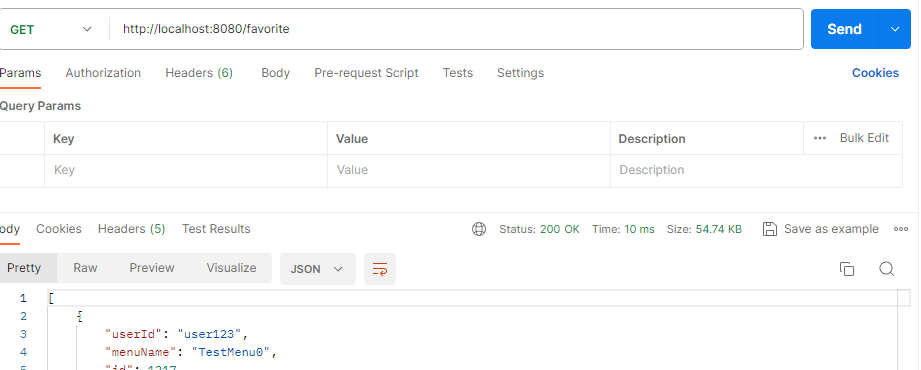 GET http://localhost:8080/favorite Send
Params Authorization Headers (6) Body Pre-request Script Tests Settings Cookies
Query Params
Key Value Description ••• Bulk Edit
Key Value Description
ody Cookies Headers (5) Test Results Status: 200 OK Time: 10 ms Size: 54.74 KB Save as example •••
Pretty Raw Preview Visualize JSON
1 [
2 {
3 "userId": "user123",
4 "menuName": "TestMenu0",
5 "id": 1217